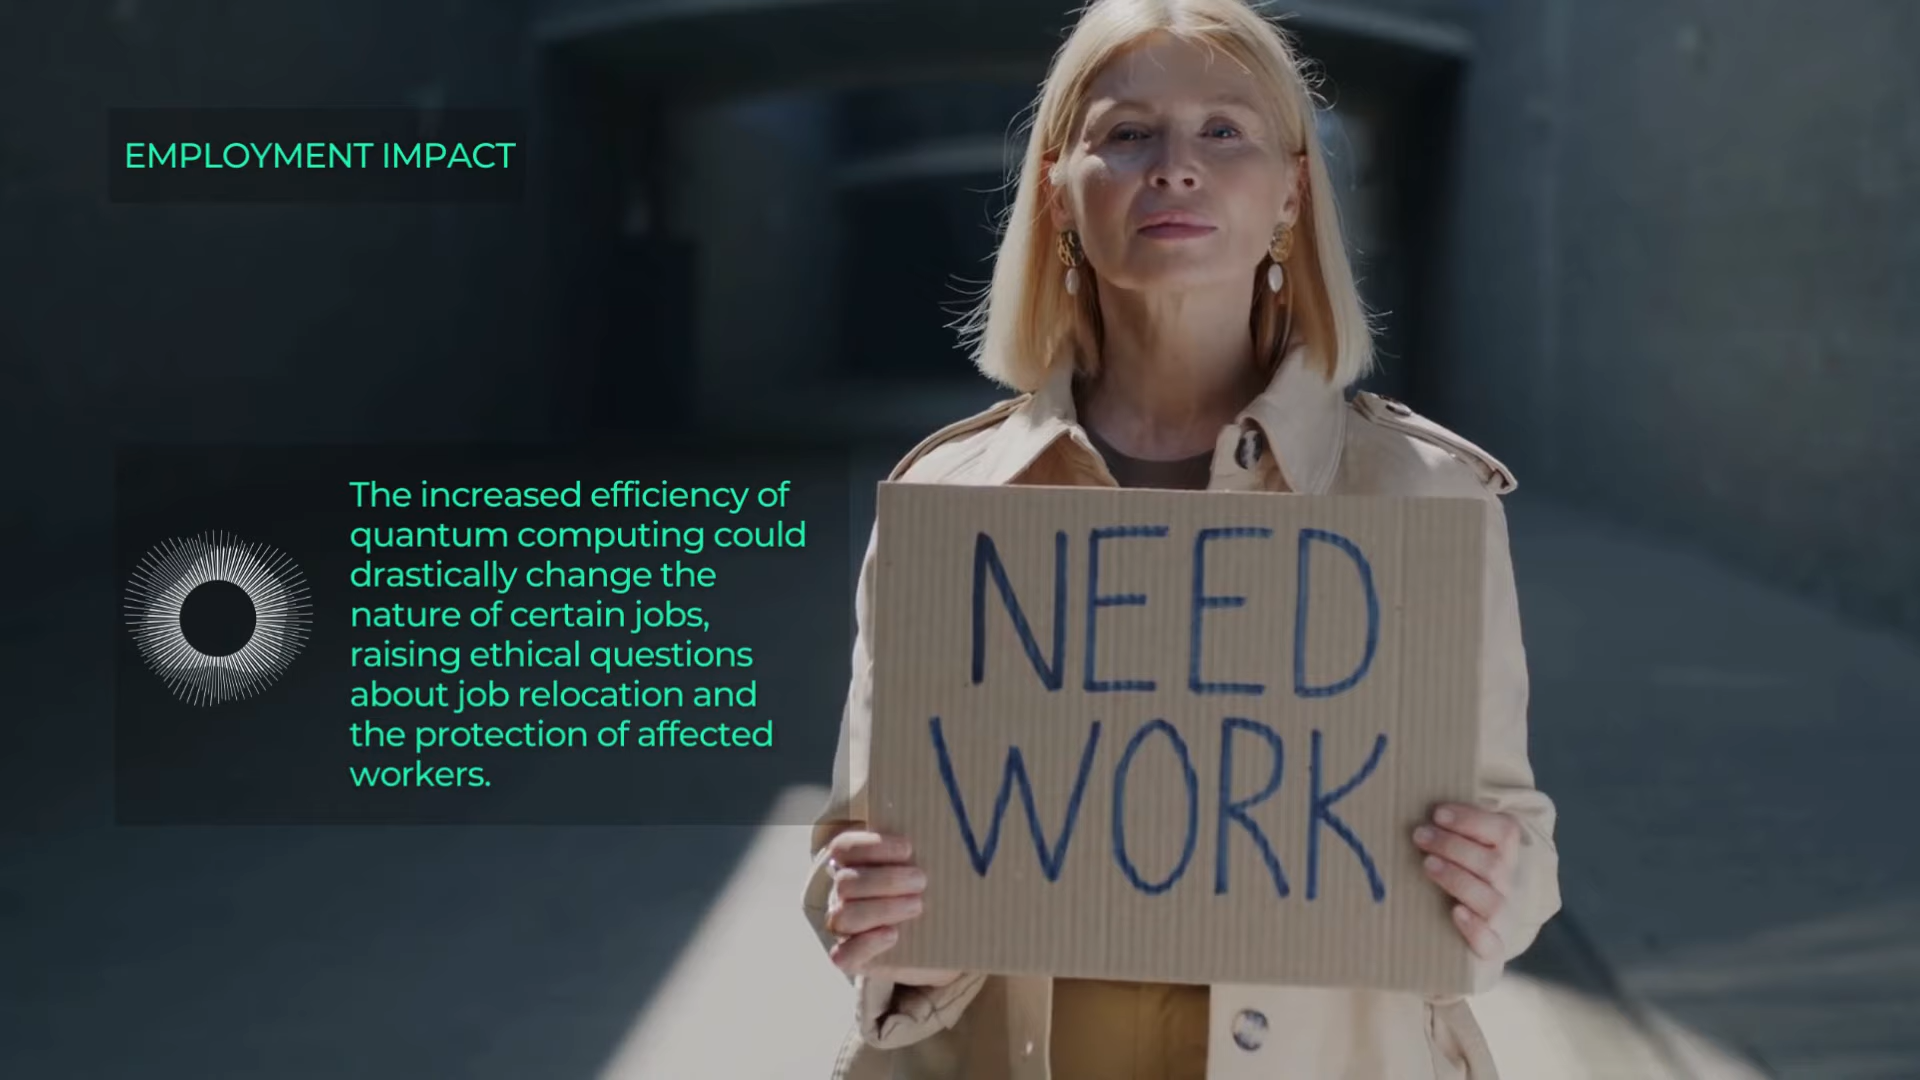 EMPLOYMENT IMPACT
The increased efficiency of
quantum computing could
drastically change the
nature of certain jobs,
raising ethical questions
about job relocation and
the protection of affected
workers.
NEED
WORK